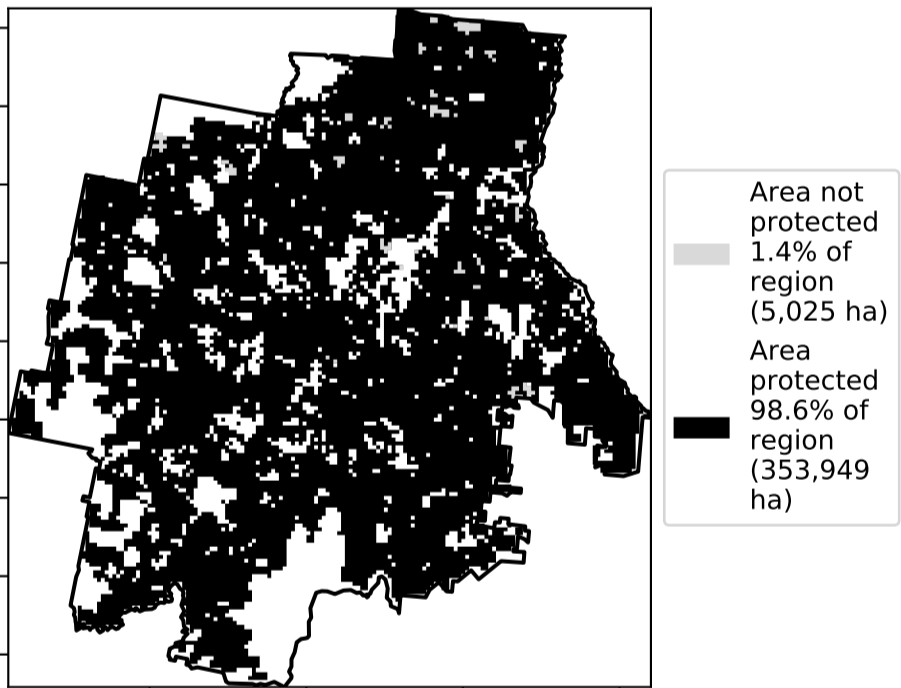 Area not
protected
1.4% of
region
(5,025 ha)
Area
protected
98.6% of
region
(353,949
ha)